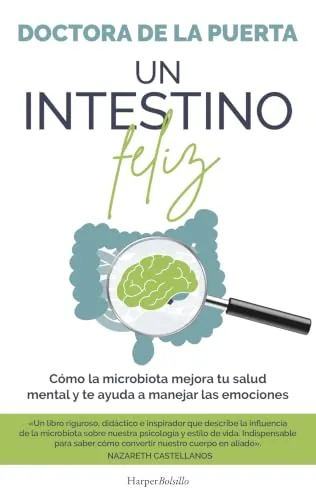 DOCTORA DE LA PUERTA
UN
INTESTINO
feliz
Cómo la microbiota mejora tu salud
mental y te ayuda a manejar las emociones
«Un libro riguroso, didáctico e inspirador que describe la influencia
de la microbiota sobre nuestra psicología y estilo de vida. Indispensable
para saber cómo convertir nuestro cuerpo en aliado».
NAZARETH CASTELLANOS
HarperBolsillo